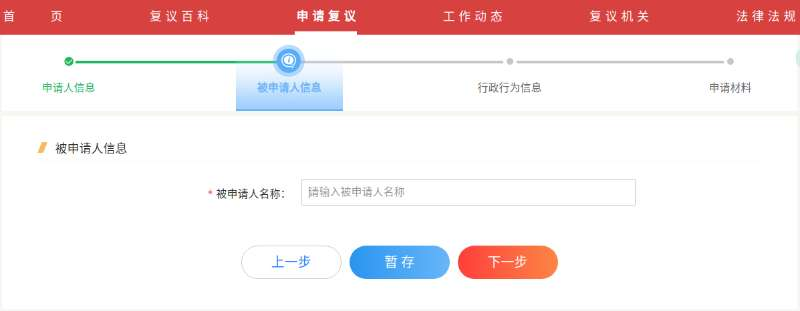 首 页 复议百科 申请复议 工作动态 复议机关 法律法规
申请人信息 被申请人信息 行政行为信息 申请材料
被申请人信息
* 被申请人名称： 请输入被申请人名称
上一步 暂存 下一步